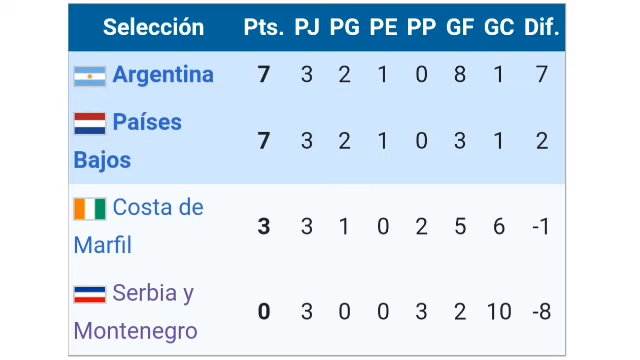 Selección Pts. PJ PG PE PP GF GC Dif.
Argentina 7 3 2 1 0 8 1 7
Países
Bajos 7 3 2 1 0 3 1 2
Costa de
Marfil 3 3 1 0 2 5 6 -1
Serbia y
Montenegro 0 3 0 0 3 2 10 -8